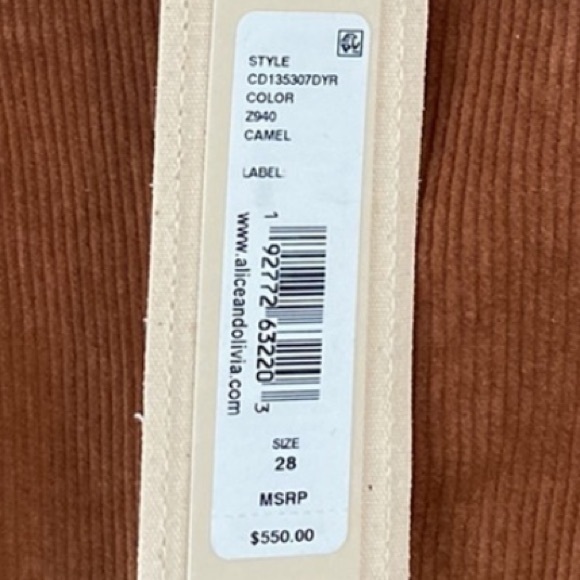 STYLE
CD135307DYR
COLOR
Z940
CAMEL
LABEL:
1 92772 63220 3
www.aliceandolivia.com
SIZE
28
MSRP
$550.00